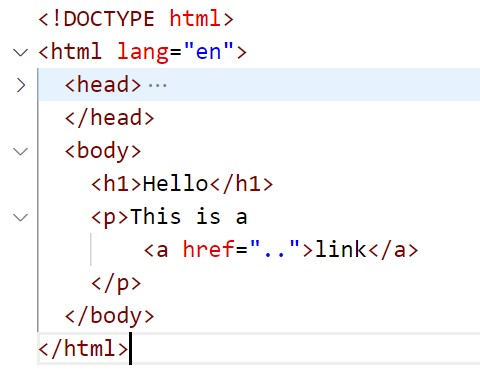 <!DOCTYPE html>
<html lang="en">
<head>···
</head>
<body>
<h1>Hello</h1>
<p>This is a
<a href="..">link</a>
</p>
</body>
</html>